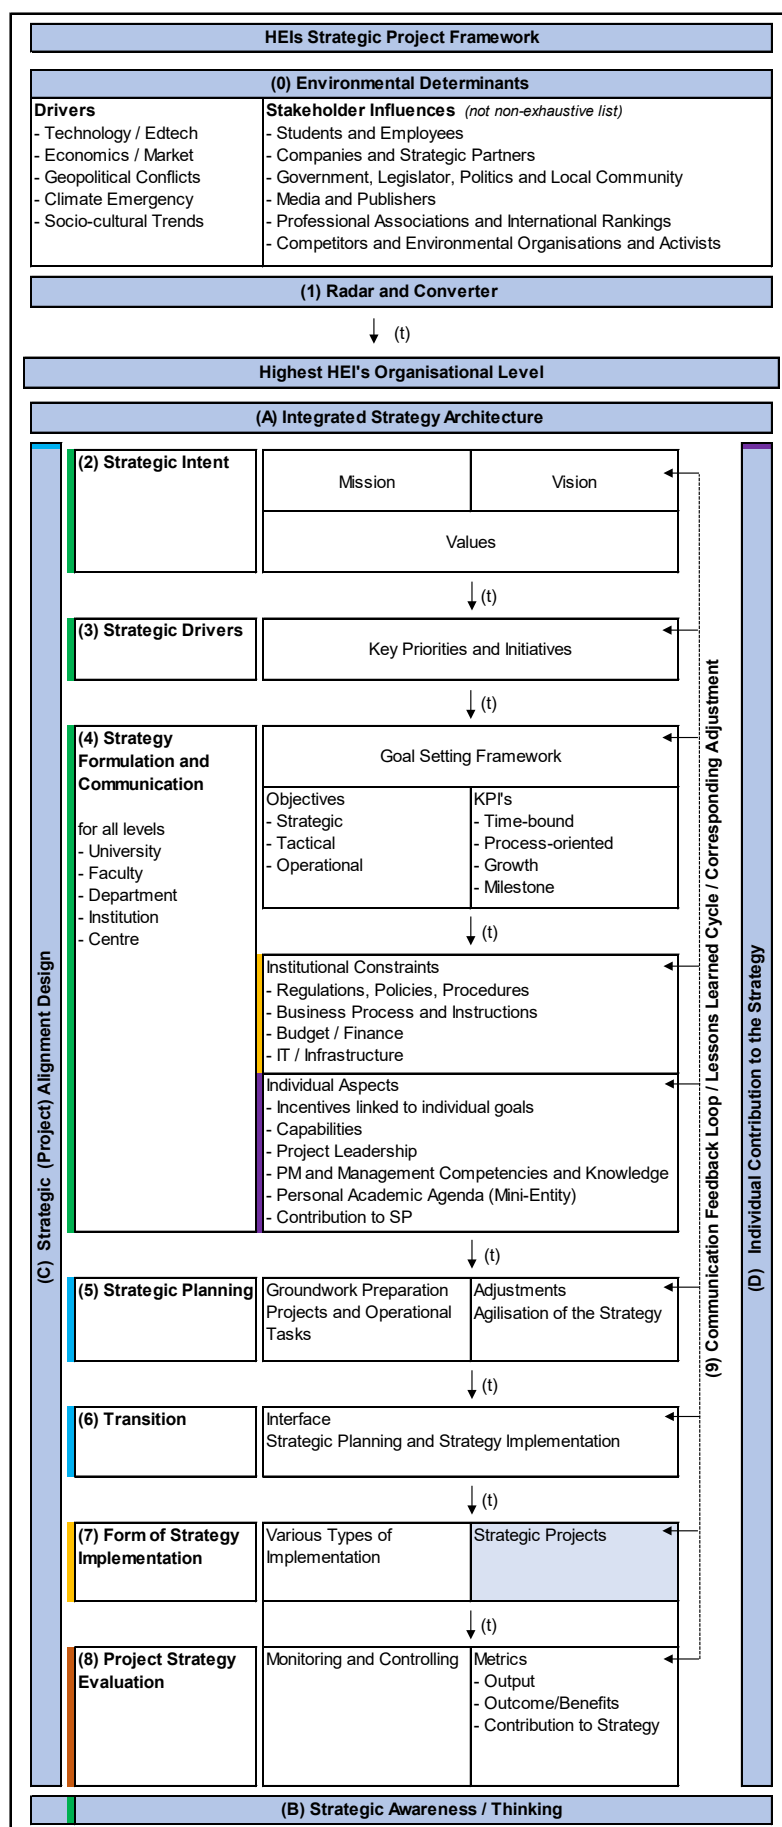 HEIs Strategic Project Framework
(0) Environmental Determinants
Drivers
- Technology / Edtech
- Economics / Market
- Geopolitical Conflicts
- Climate Emergency
- Socio-cultural Trends
Stakeholder Influences (not non-exhaustive list)
- Students and Employees
- Companies and Strategic Partners
- Government, Legislator, Politics and Local Community
- Media and Publishers
- Professional Associations and International Rankings
- Competitors and Environmental Organisations and Activists
(1) Radar and Converter
(t)
Highest HEI's Organisational Level
(A) Integrated Strategy Architecture
(C) Strategic (Project) Alignment Design
(2) Strategic Intent
Mission
Vision
Values
(t)
(3) Strategic Drivers
Key Priorities and Initiatives
(t)
(4) Strategy
Formulation and
Communication
for all levels
- University
- Faculty
- Department
- Institution
- Centre
Goal Setting Framework
Objectives
- Strategic
- Tactical
- Operational
KPI's
- Time-bound
- Process-oriented
- Growth
- Milestone
(t)
Institutional Constraints
- Regulations, Policies, Procedures
- Business Process and Instructions
- Budget / Finance
- IT / Infrastructure
Individual Aspects
- Incentives linked to individual goals
- Capabilities
- Project Leadership
- PM and Management Competencies and Knowledge
- Personal Academic Agenda (Mini-Entity)
- Contribution to SP
(t)
(5) Strategic Planning
Groundwork Preparation
Projects and Operational
Tasks
Adjustments
Agilisation of the Strategy
(t)
(6) Transition
Interface
Strategic Planning and Strategy Implementation
(t)
(7) Form of Strategy
Implementation
Various Types of
Implementation
Strategic Projects
(t)
(8) Project Strategy
Evaluation
Monitoring and Controlling
Metrics
- Output
- Outcome/Benefits
- Contribution to Strategy
(9) Communication Feedback Loop / Lessons Learned Cycle / Corresponding Adjustment
(D) Individual Contribution to the Strategy
(B) Strategic Awareness / Thinking